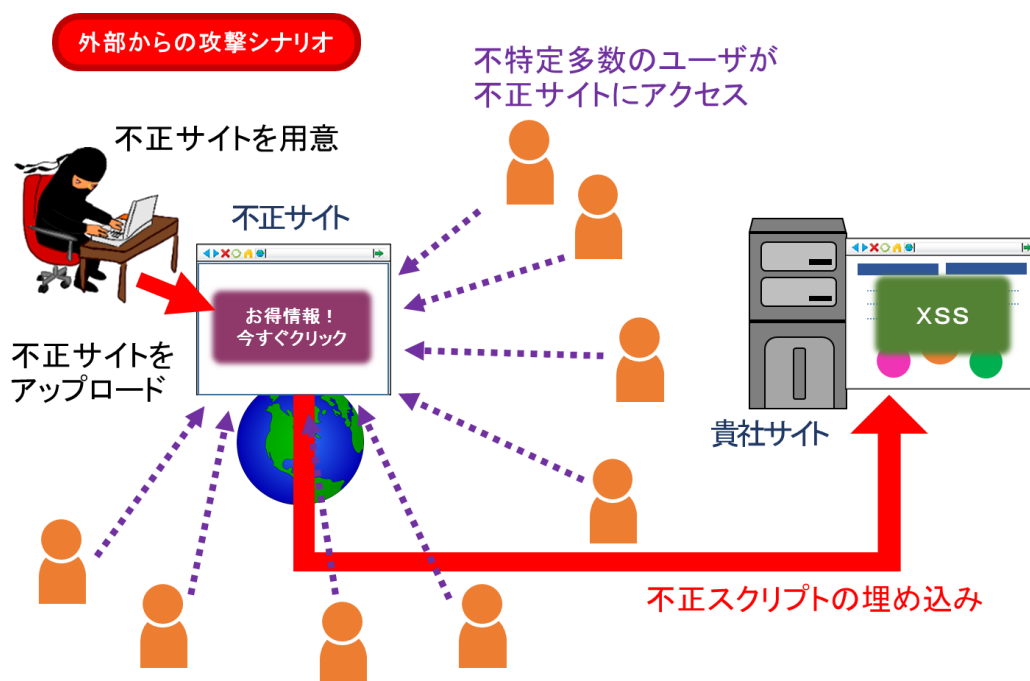 外部からの攻撃シナリオ
不特定多数のユーザが
不正サイトにアクセス
不正サイトを用意
不正サイト
お得情報！
今すぐクリック
XSS
不正サイトを
アップロード
貴社サイト
不正スクリプトの埋め込み